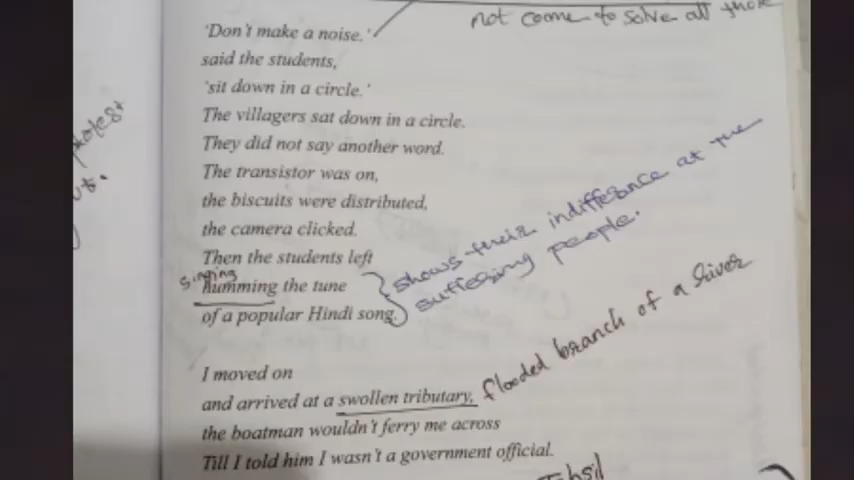 not come to solve all those
'Don't make a noise.'
said the students,
'sit down in a circle.'
The villagers sat down in a circle.
They did not say another word.
The transistor was on,
the biscuits were distributed,
the camera clicked.
Then the students left
singing
humming the tune
of a popular Hindi song.
shows their indifferance at the
suffering people.
I moved on
and arrived at a swollen tributary,
flooded branch of a river
the boatman wouldn't ferry me across
Till I told him I wasn't a government official.
Tehsil